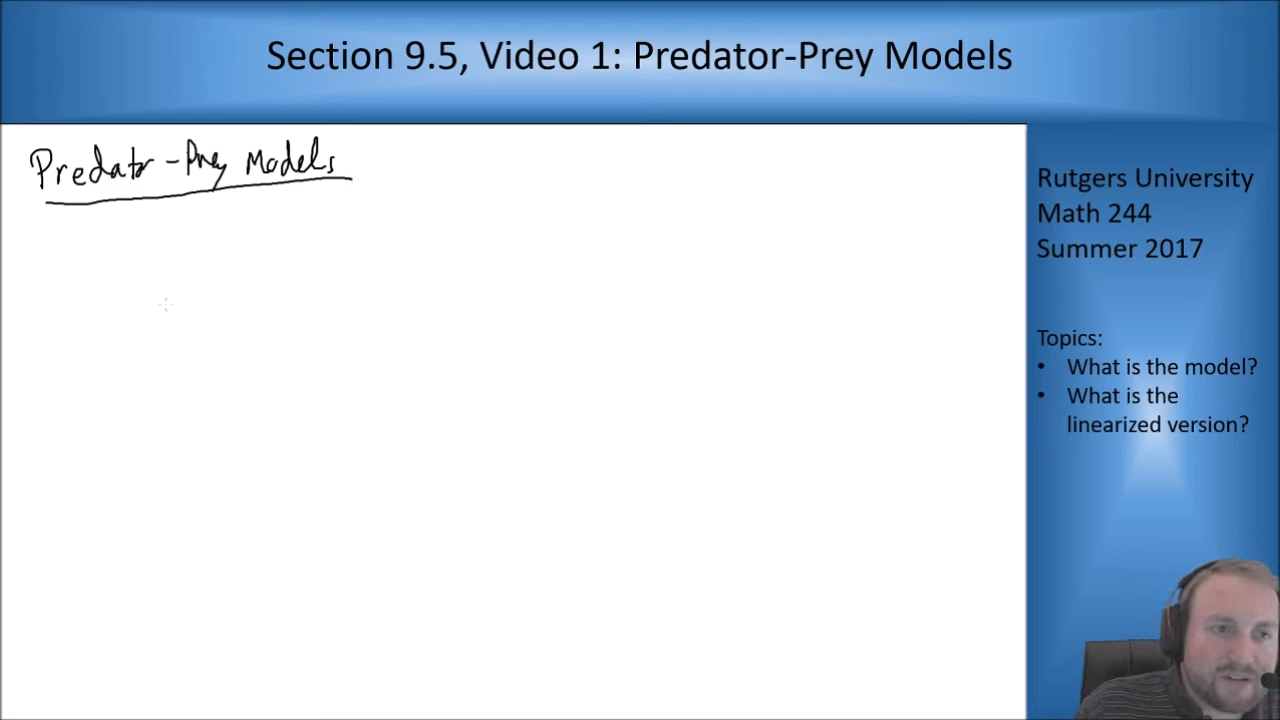 Section 9.5, Video 1: Predator-Prey Models
Predator-Prey Models
Rutgers University
Math 244
Summer 2017
Topics:
• What is the model?
• What is the
linearized version?